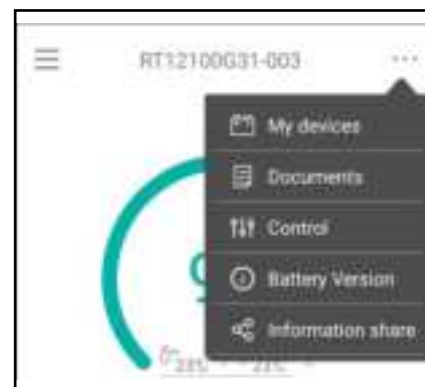 RT12100G31-003
My devices
Documents
Control
Battery Version
Information share